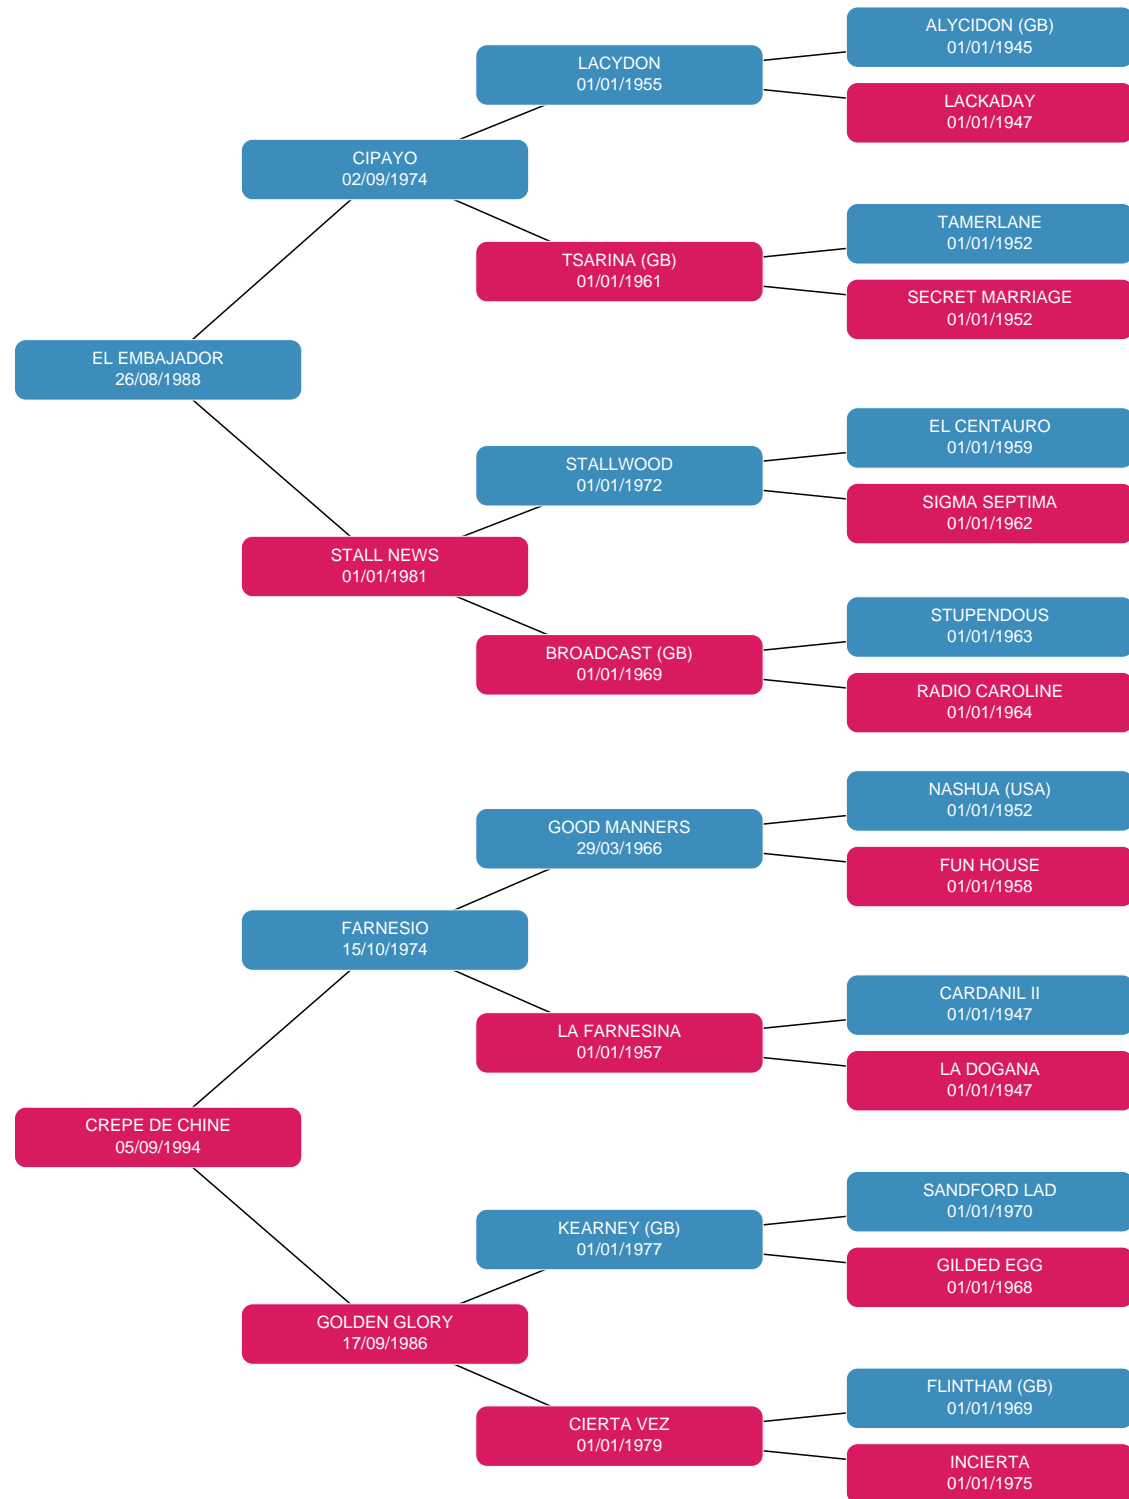 ALYCIDON (GB)
01/01/1945
LACYDON
01/01/1955
LACKADAY
01/01/1947
CIPAYO
02/09/1974
TAMERLANE
01/01/1952
TSARINA (GB)
01/01/1961
SECRET MARRIAGE
01/01/1952
EL EMBAJADOR
26/08/1988
EL CENTAURO
01/01/1959
STALLWOOD
01/01/1972
SIGMA SEPTIMA
01/01/1962
STALL NEWS
01/01/1981
STUPENDOUS
01/01/1963
BROADCAST (GB)
01/01/1969
RADIO CAROLINE
01/01/1964
NASHUA (USA)
01/01/1952
GOOD MANNERS
29/03/1966
FUN HOUSE
01/01/1958
FARNESIO
15/10/1974
CARDANIL II
01/01/1947
LA FARNESINA
01/01/1957
LA DOGANA
01/01/1947
CREPE DE CHINE
05/09/1994
SANDFORD LAD
01/01/1970
KEARNEY (GB)
01/01/1977
GILDED EGG
01/01/1968
GOLDEN GLORY
17/09/1986
FLINTHAM (GB)
01/01/1969
CIERTA VEZ
01/01/1979
INCIERTA
01/01/1975